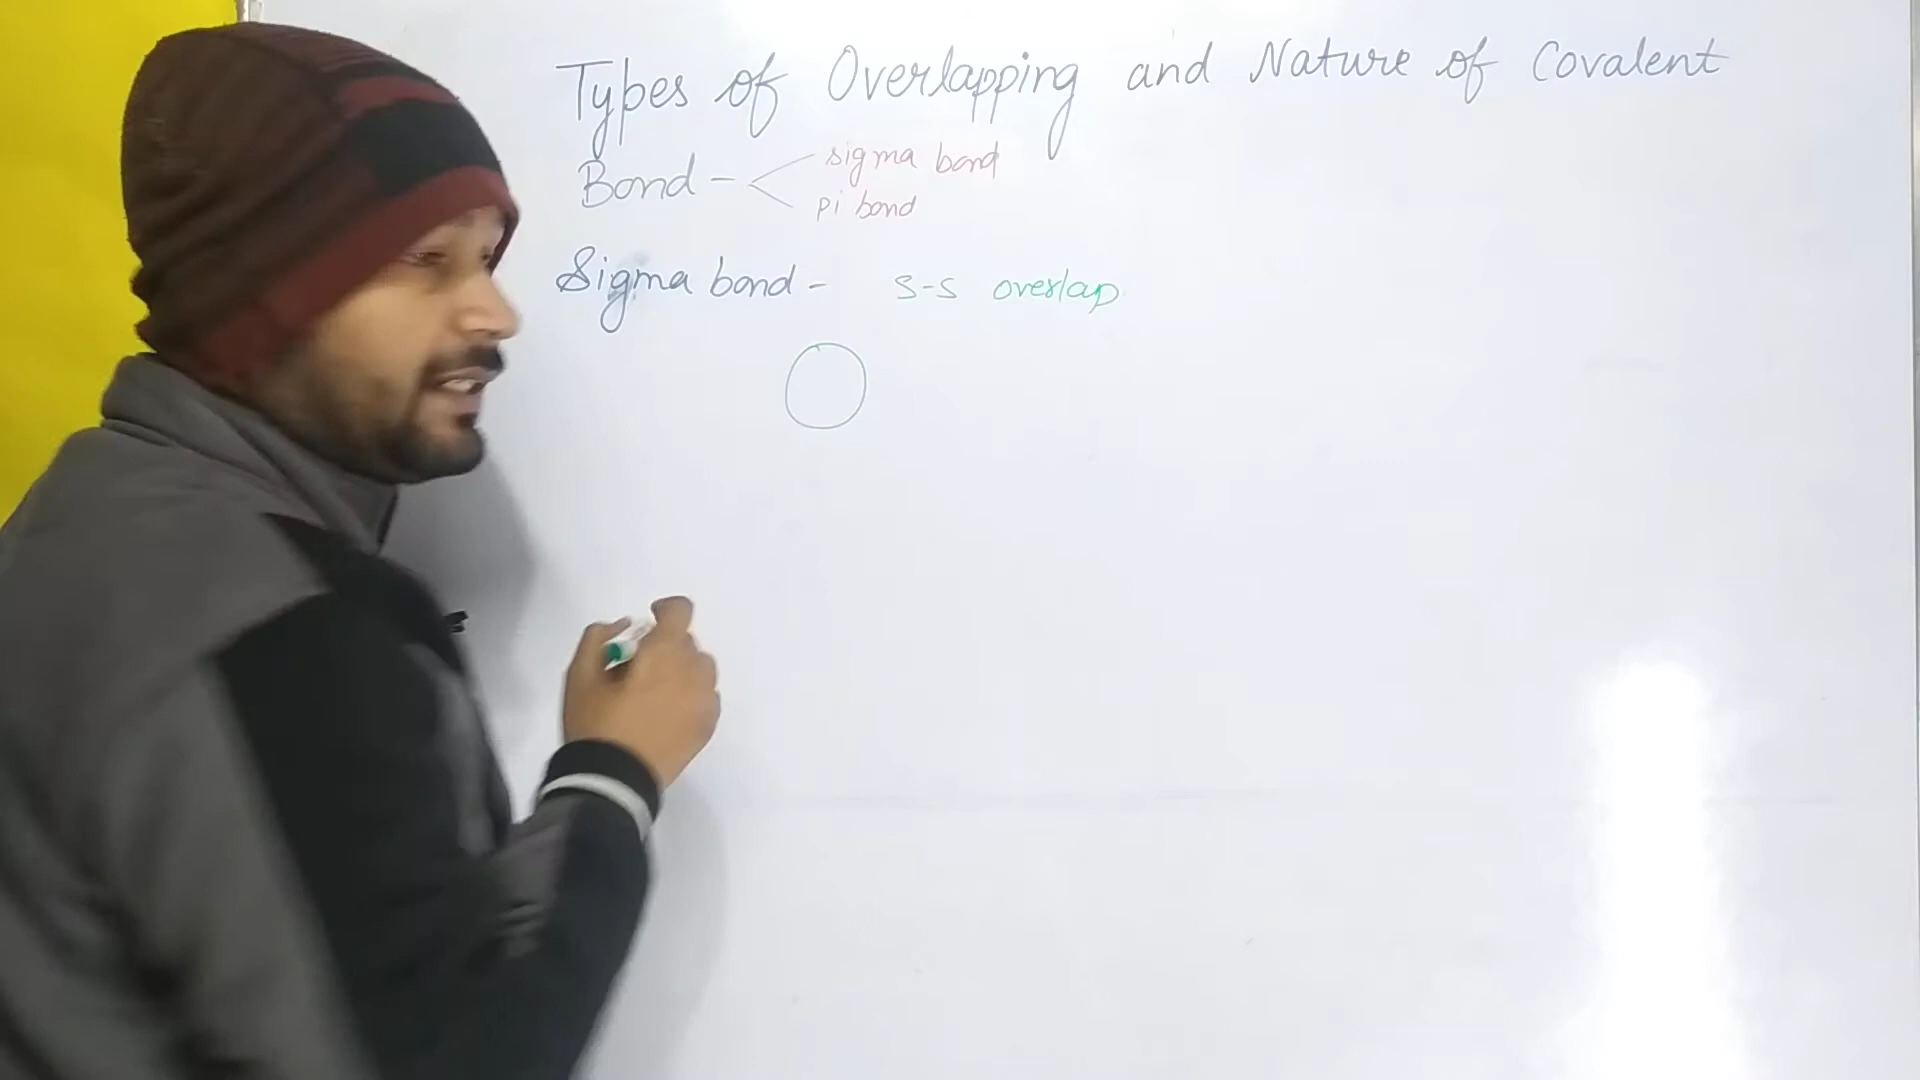 Types of Overlapping and Nature of Covalent
Bond - sigma bond
pi bond
Sigma bond - s-s overlap